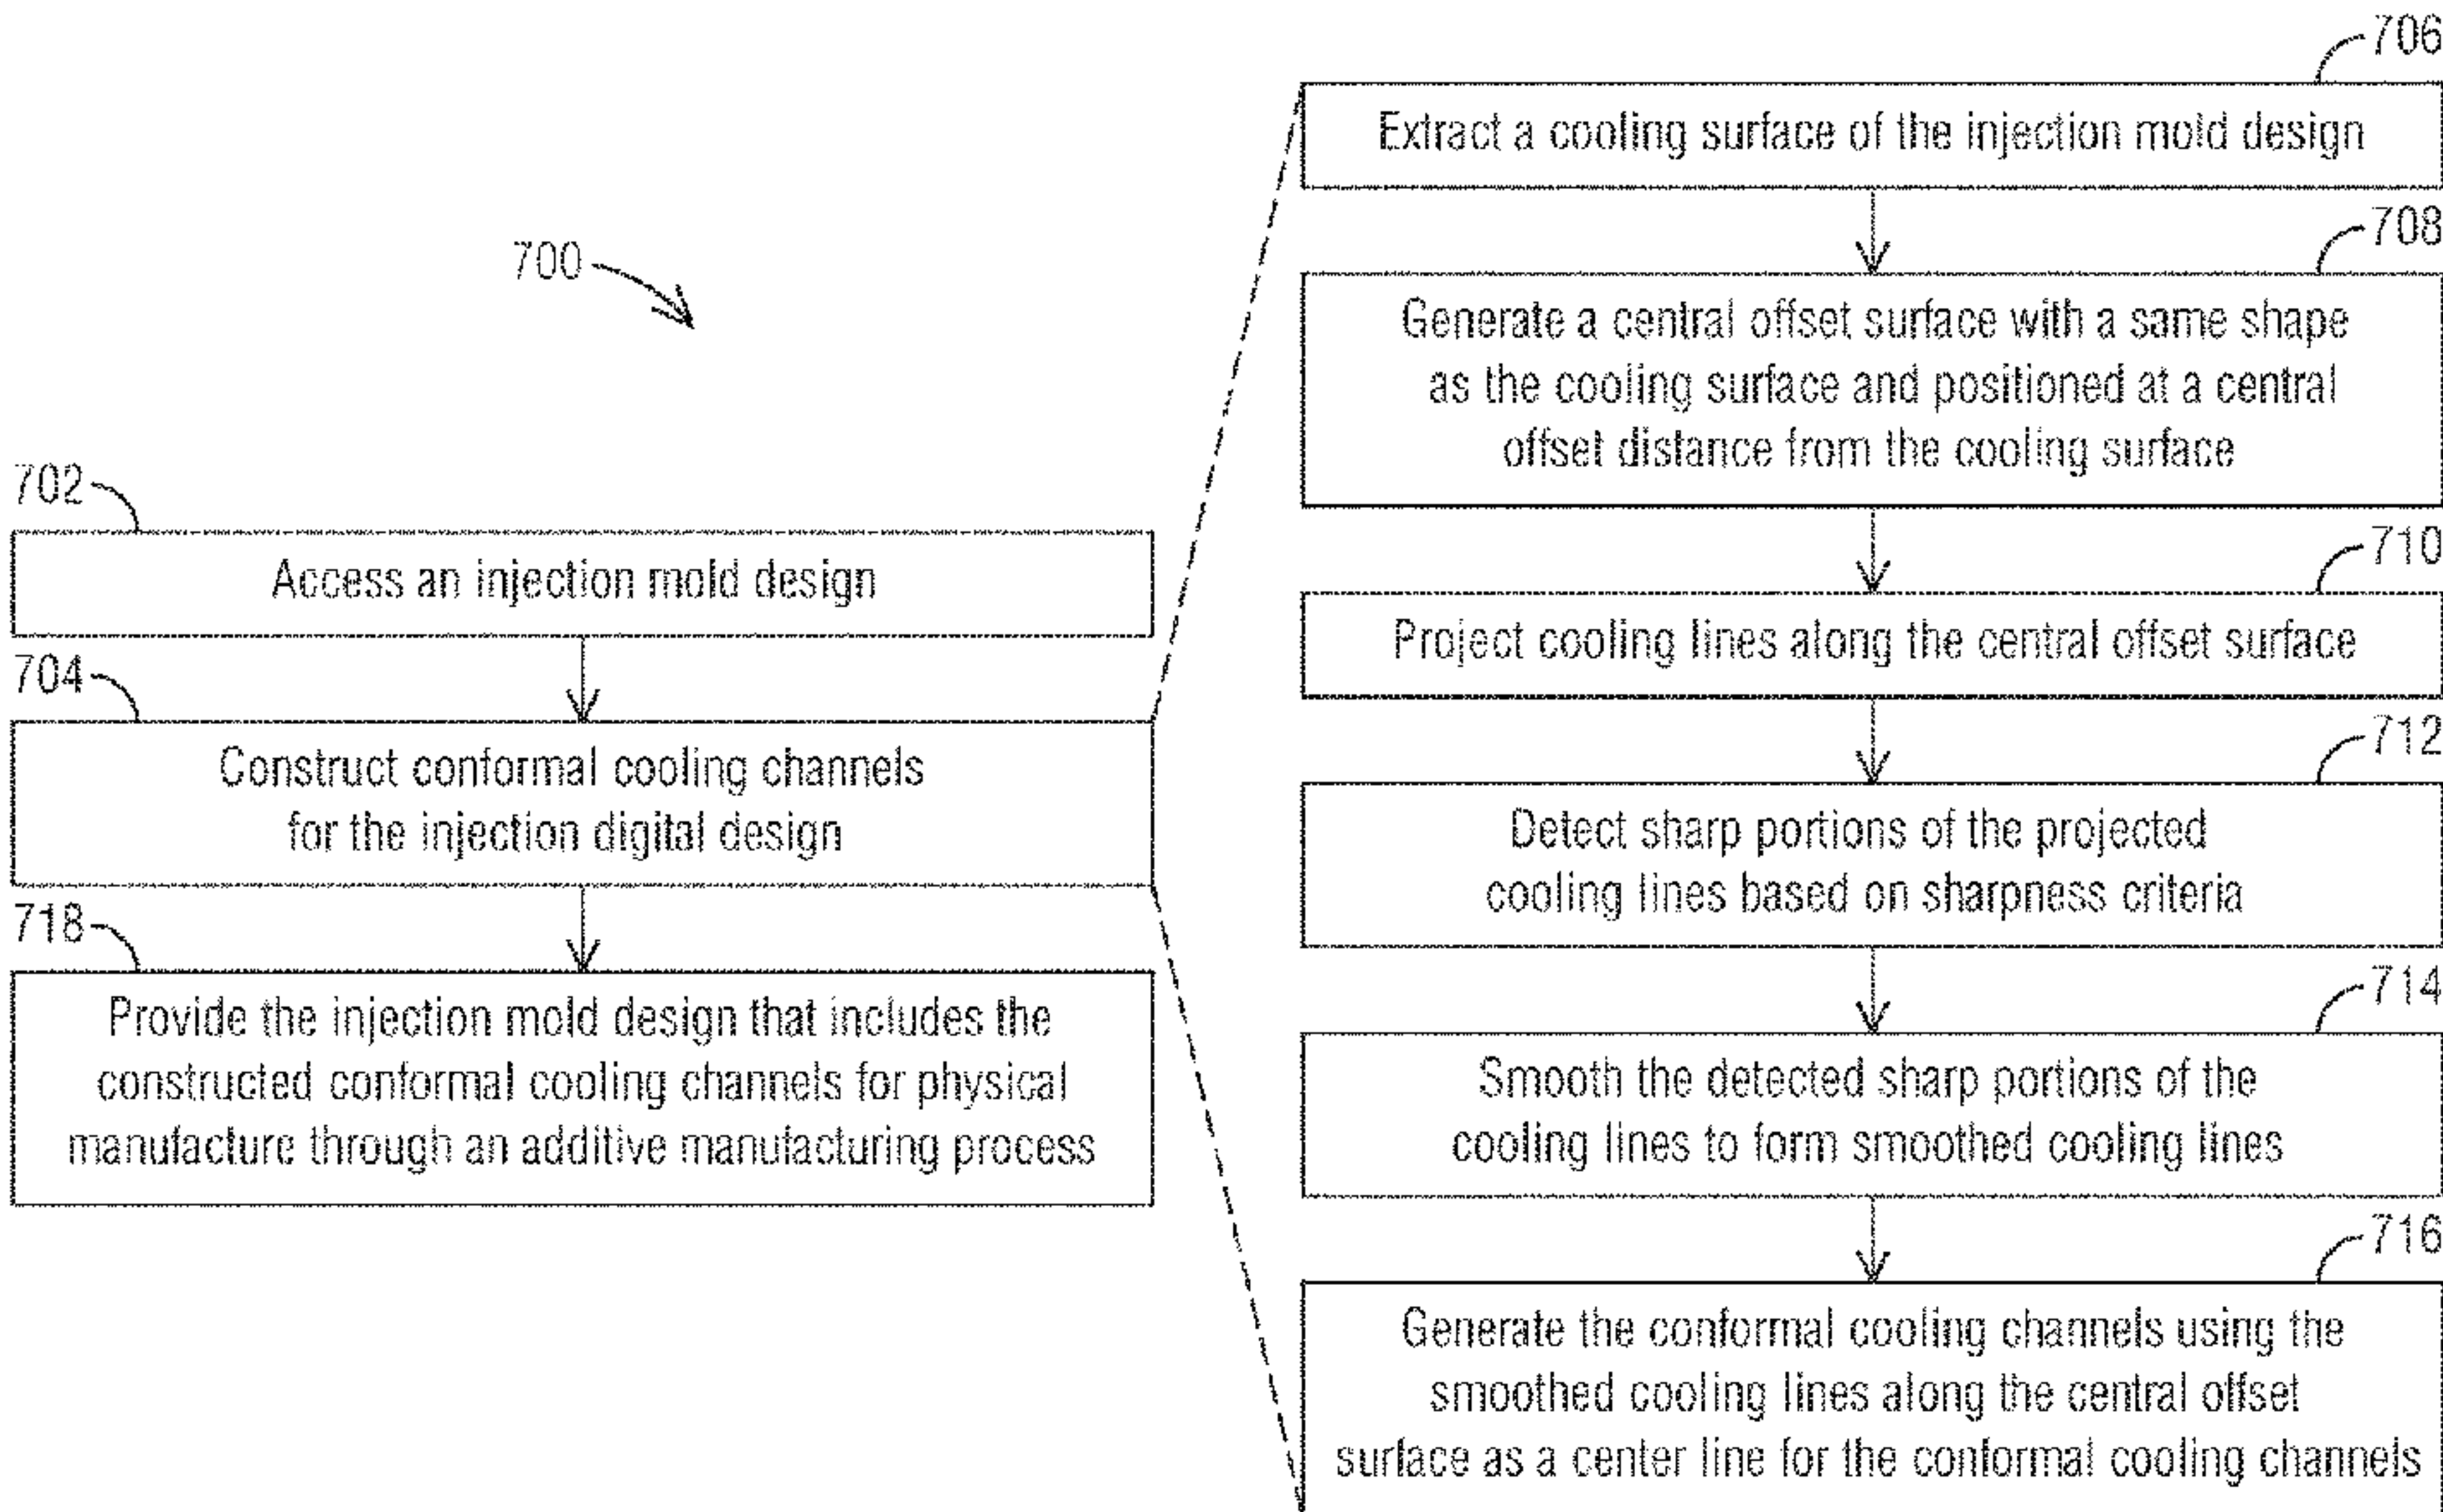 700
702
Access an injection mold design
704
Construct conformal cooling channels
for the injection digital design
718
Provide the injection mold design that includes the
constructed conformal cooling channels for physical
manufacture through an additive manufacturing process
706
Extract a cooling surface of the injection mold design
708
Generate a central offset surface with a same shape
as the cooling surface and positioned at a central
offset distance from the cooling surface
710
Project cooling lines along the central offset surface
712
Detect sharp portions of the projected
cooling lines based on sharpness criteria
714
Smooth the detected sharp portions of the
cooling lines to form smoothed cooling lines
716
Generate the conformal cooling channels using the
smoothed cooling lines along the central offset
surface as a center line for the conformal cooling channels